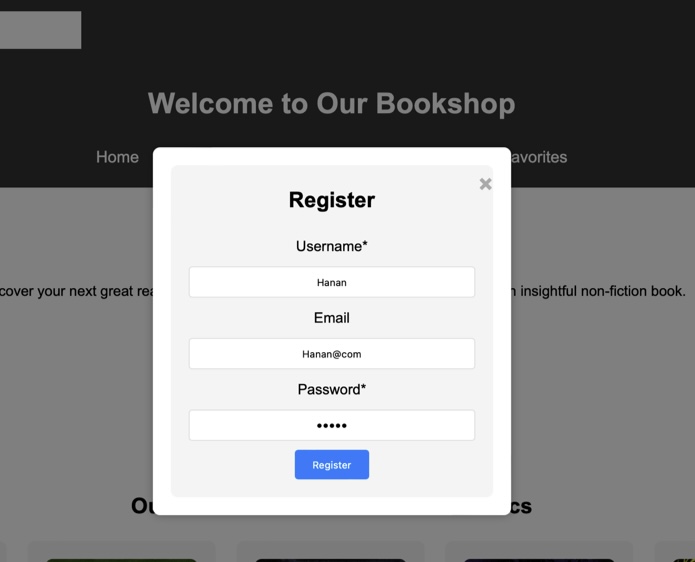 Welcome to Our Bookshop
Home
avorites
×
Register
Username*
Hanan
cover your next great rea
n insightful non-fiction book.
Email
Hanan@com
Password*
•••••
Register
Ou
cs